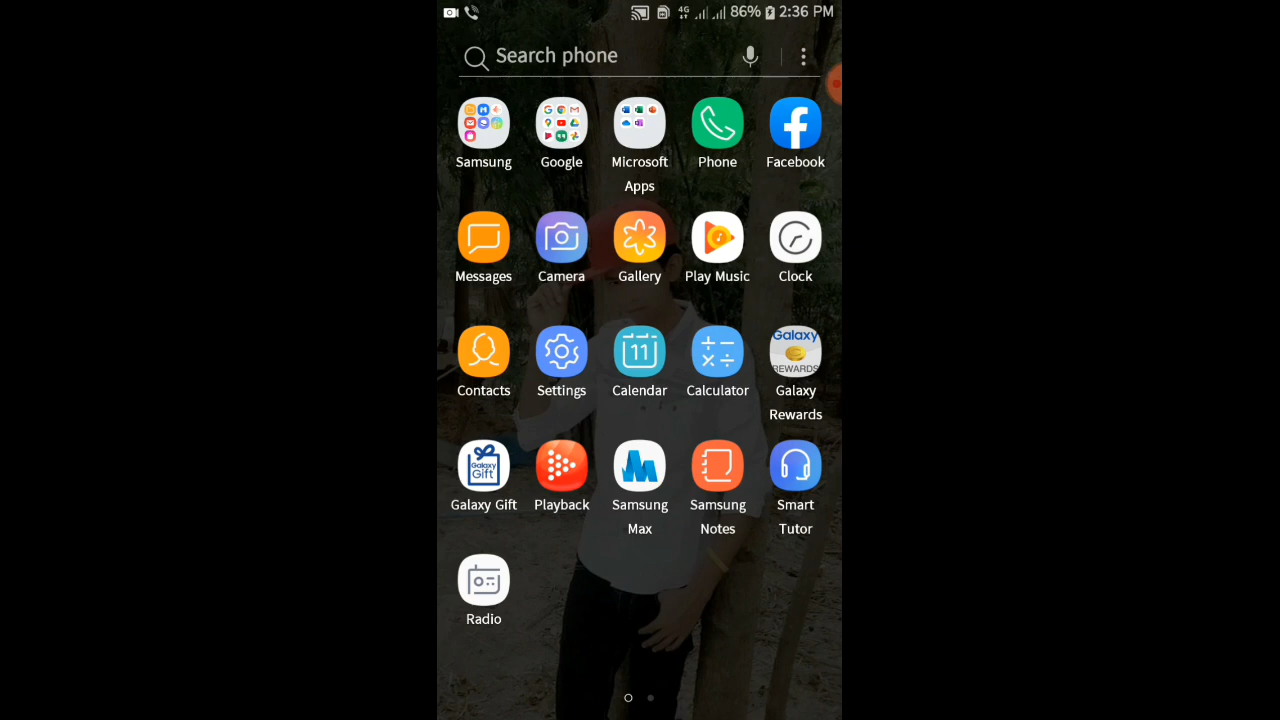 4G 86% 2:36 PM
Search phone
Samsung Google Microsoft Apps Phone Facebook
Messages Camera Gallery Play Music Clock
11
Galaxy
REWARDS
Contacts Settings Calendar Calculator Galaxy Rewards
Galaxy
Gift
Galaxy Gift Playback Samsung Max Samsung Notes Smart Tutor
Radio